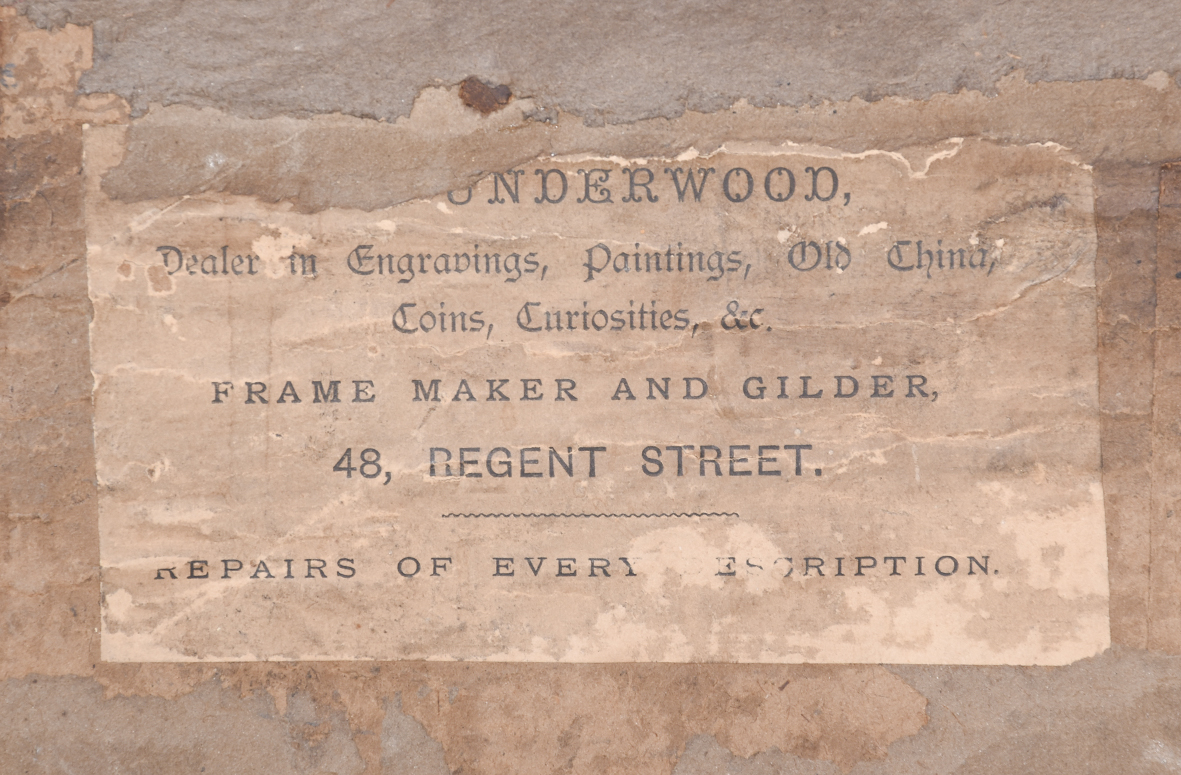 UNDERWOOD,
Dealer in Engravings, Paintings, Old China,
Coins, Curiosities, &c.
FRAME MAKER AND GILDER,
48, REGENT STREET.
REPAIRS OF EVERY ESCRIPTION.